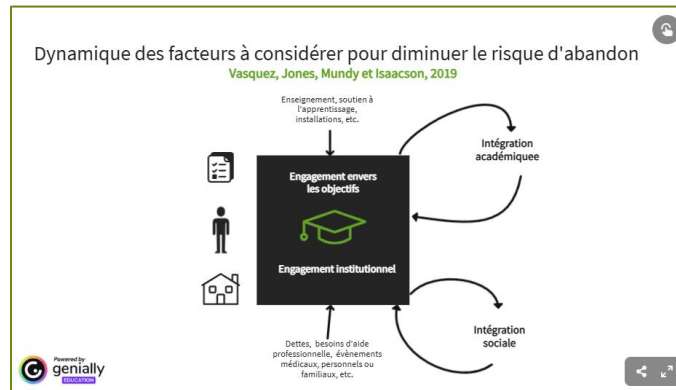 Dynamique des facteurs à considérer pour diminuer le risque d'abandon
Vasquez, Jones, Mundy et Isaacson, 2019
Enseignement, soutien à
l'apprentissage,
installations, etc.
Intégration
académiquee
Engagement envers
les objectifs
Engagement institutionnel
Intégration
sociale
Dettes, besoins d'aide
professionnelle, évènements
médicaux, personnels ou
familiaux, etc.
Powered by
genially
EDUCATION